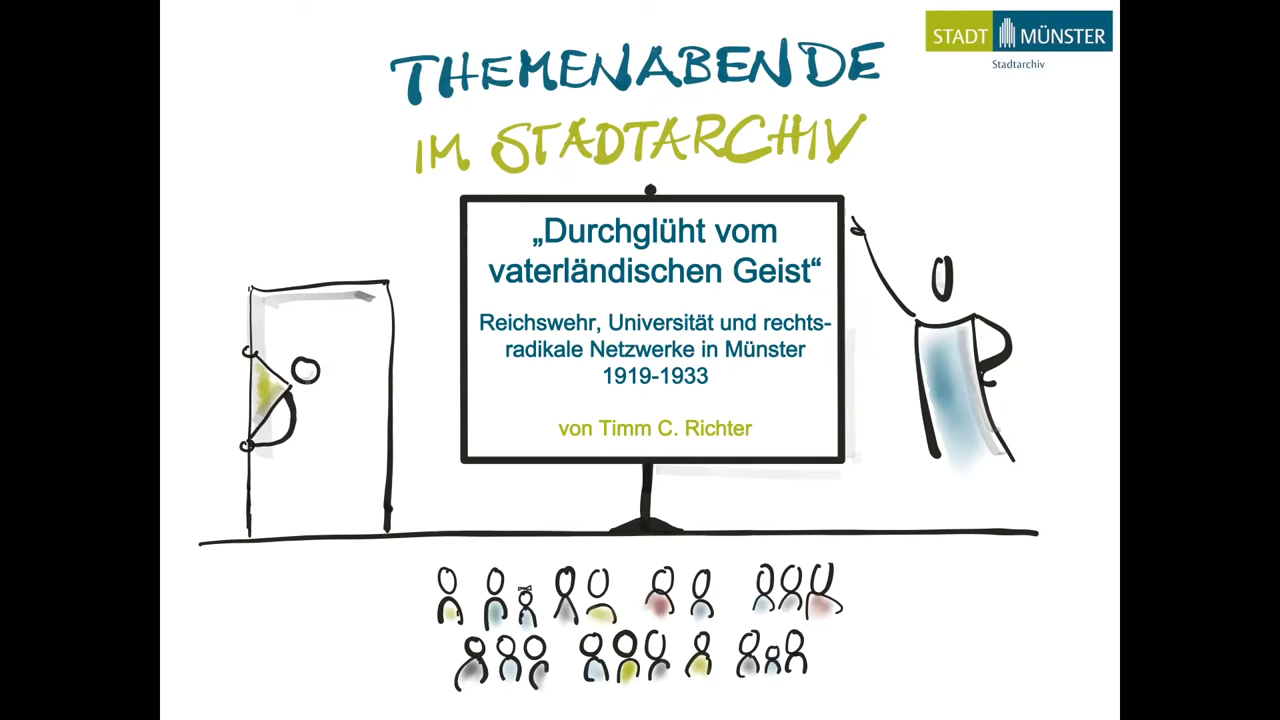 THEMENABENDE
IM STADTARCHIV
STADT MÜNSTER
Stadtarchiv
„Durchglüht vom
vaterländischen Geist“
Reichswehr, Universität und rechts-
radikale Netzwerke in Münster
1919-1933
von Timm C. Richter